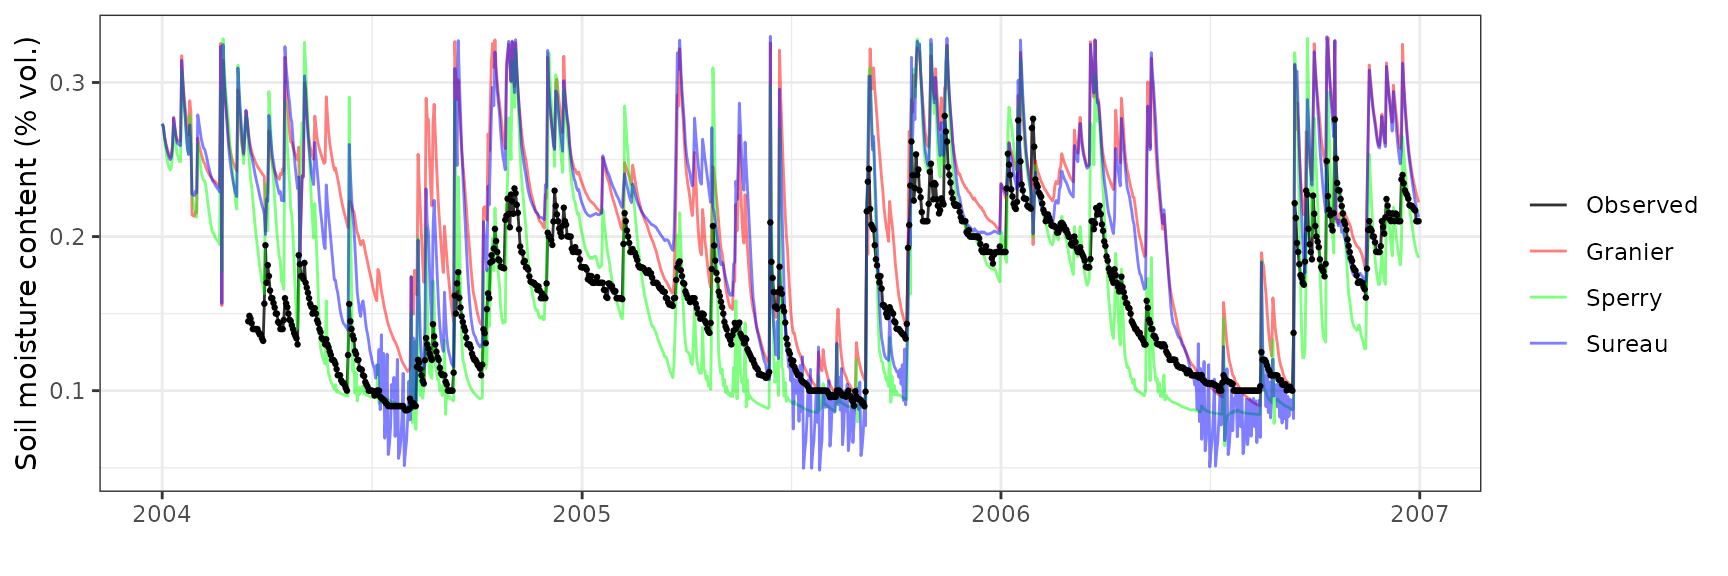 Soil moisture content (% vol.)
0.3
0.2
0.1
2004
2005
2006
2007
Observed
Granier
Sperry
Sureau